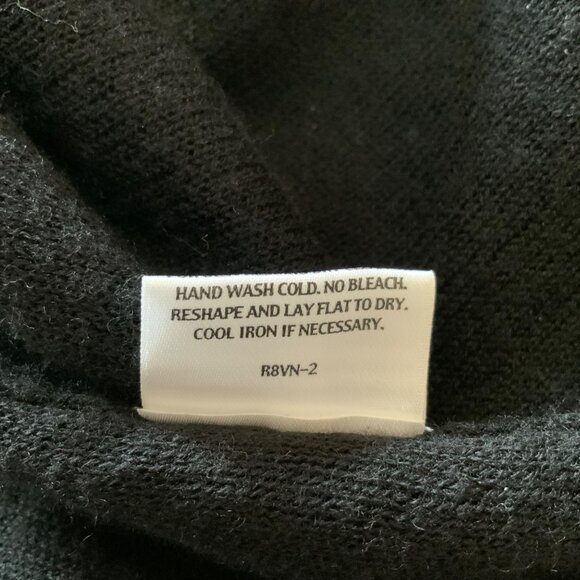 HAND WASH COLD. NO BLEACH.
RESHAPE AND LAY FLAT TO DRY.
COOL IRON IF NECESSARY.
R8VN-2